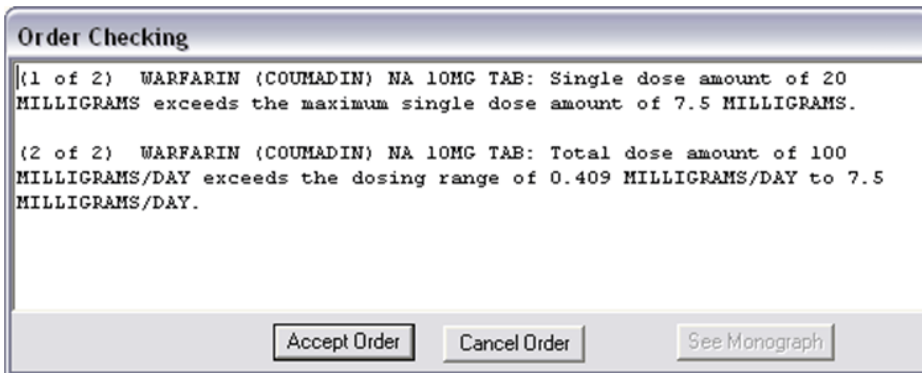 Order Checking
(1 of 2)  WARFARIN (COUMADIN) NA 10MG TAB: Single dose amount of 20
MILLIGRAMS exceeds the maximum single dose amount of 7.5 MILLIGRAMS.
(2 of 2)  WARFARIN (COUMADIN) NA 10MG TAB: Total dose amount of 100
MILLIGRAMS/DAY exceeds the dosing range of 0.409 MILLIGRAMS/DAY to 7.5
MILLIGRAMS/DAY.
Accept Order Cancel Order See Monograph